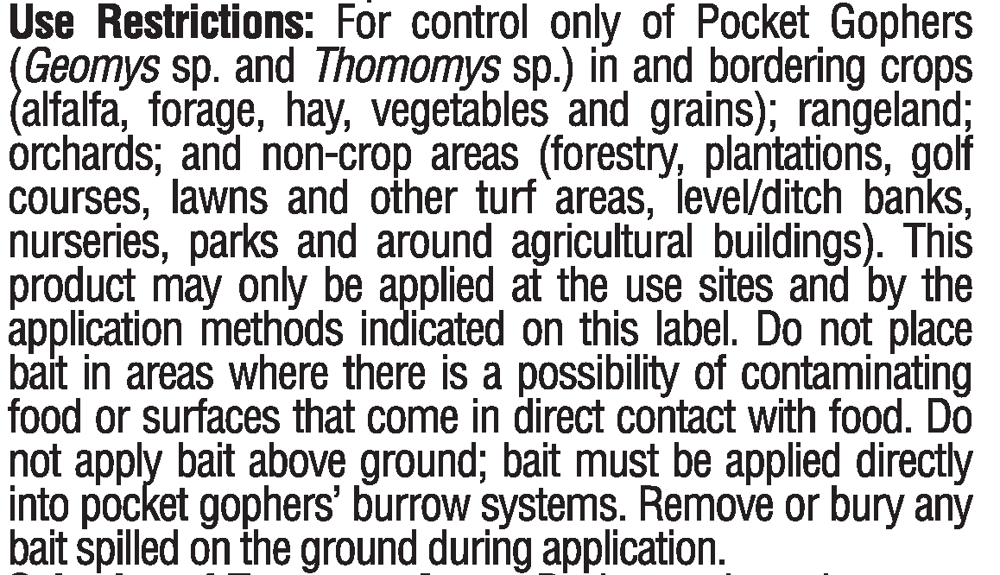 Use Restrictions: For control only of Pocket Gophers
(Geomys sp. and Thomomys sp.) in and bordering crops
(alfalfa, forage, hay, vegetables and grains); rangeland;
orchards; and non-crop areas (forestry, plantations, golf
courses, lawns and other turf areas, level/ditch banks,
nurseries, parks and around agricultural buildings). This
product may only be applied at the use sites and by the
application methods indicated on this label. Do not place
bait in areas where there is a possibility of contaminating
food or surfaces that come in direct contact with food. Do
not apply bait above ground; bait must be applied directly
into pocket gophers’ burrow systems. Remove or bury any
bait spilled on the ground during application.